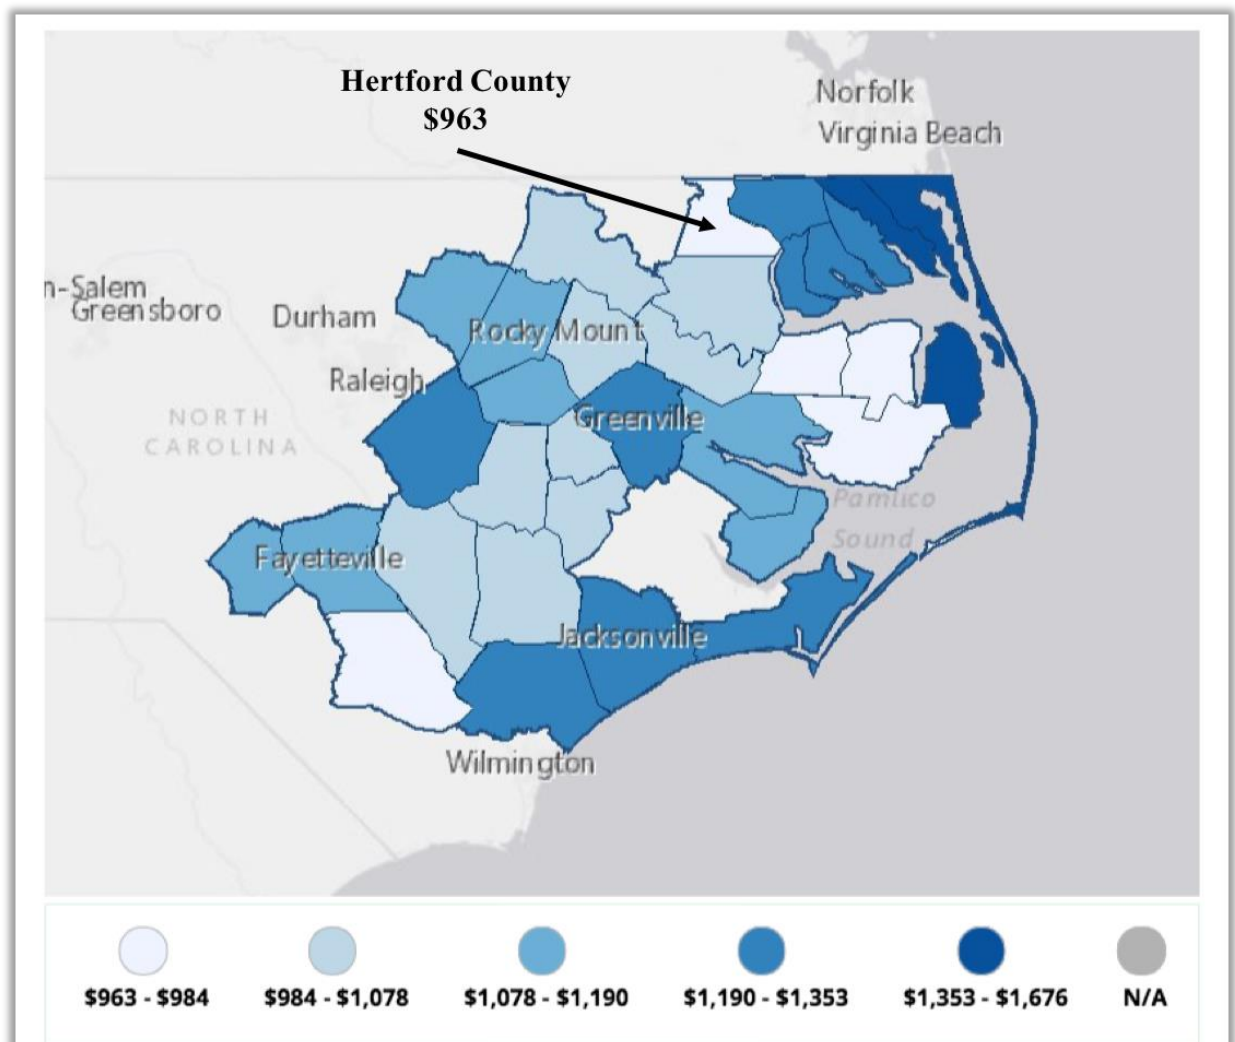 Hertford County
$963
Norfolk
Virginia Beach
n-Salem
Greensboro
Durham
Rocky Mount
Raleigh
NORTH
CAROLINA
Greenville
Pamlico
Sound
Fayetteville
Jacksonville
Wilmington
$963 - $984
$984 - $1,078
$1,078 - $1,190
$1,190 - $1,353
$1,353 - $1,676
N/A